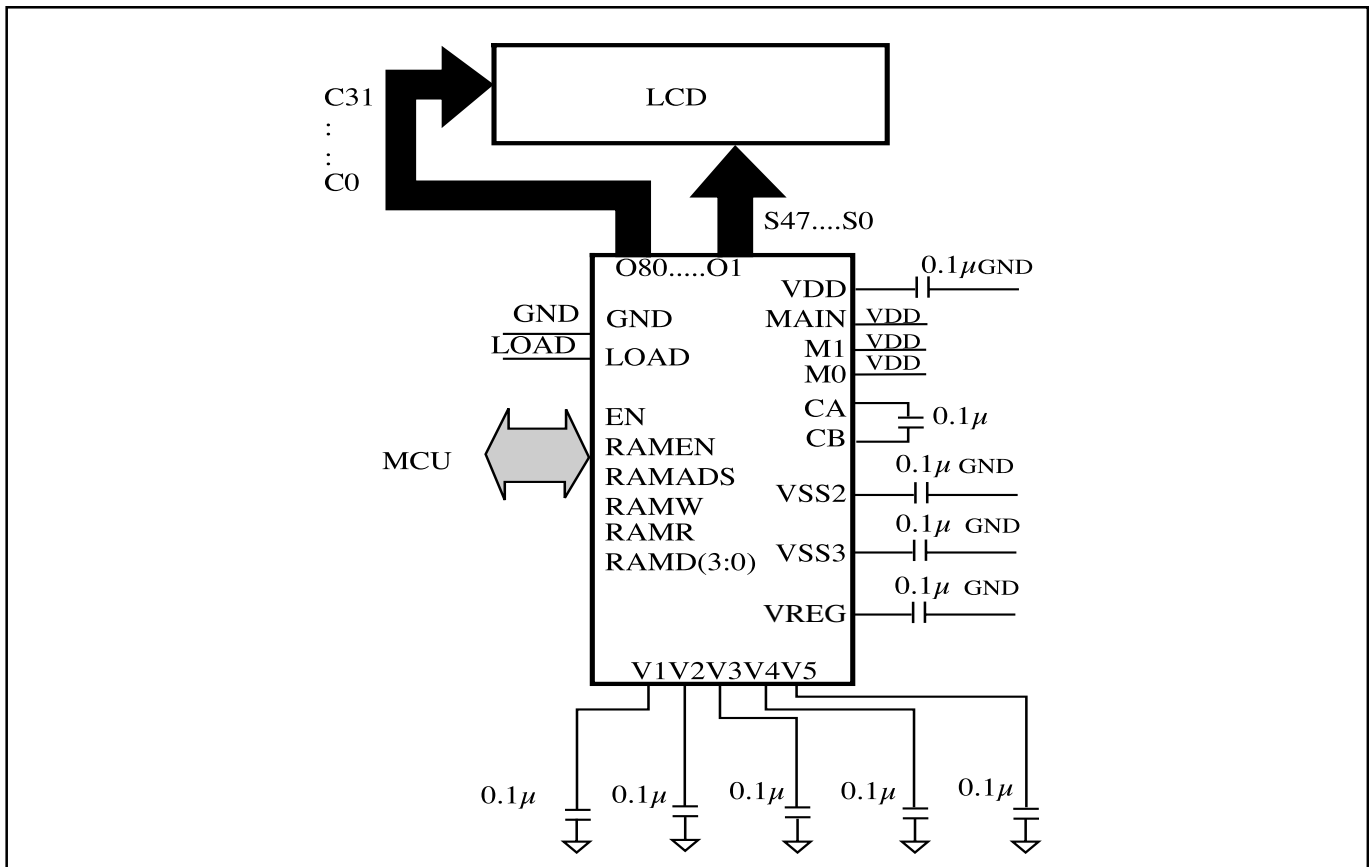 LCD
C31
:
:
C0
S47....S0
O80.....O1
0.1μGND
VDD
GND
GND
MAIN
VDD
LOAD
LOAD
M1
VDD
M0
VDD
CA
0.1μ
CB
EN
RAMEN
RAMADS
RAMW
RAMR
RAMD(3:0)
MCU
0.1μ GND
VSS2
0.1μ GND
VSS3
0.1μ GND
VREG
V1V2V3V4V5
0.1μ
0.1μ
0.1μ
0.1μ
0.1μ